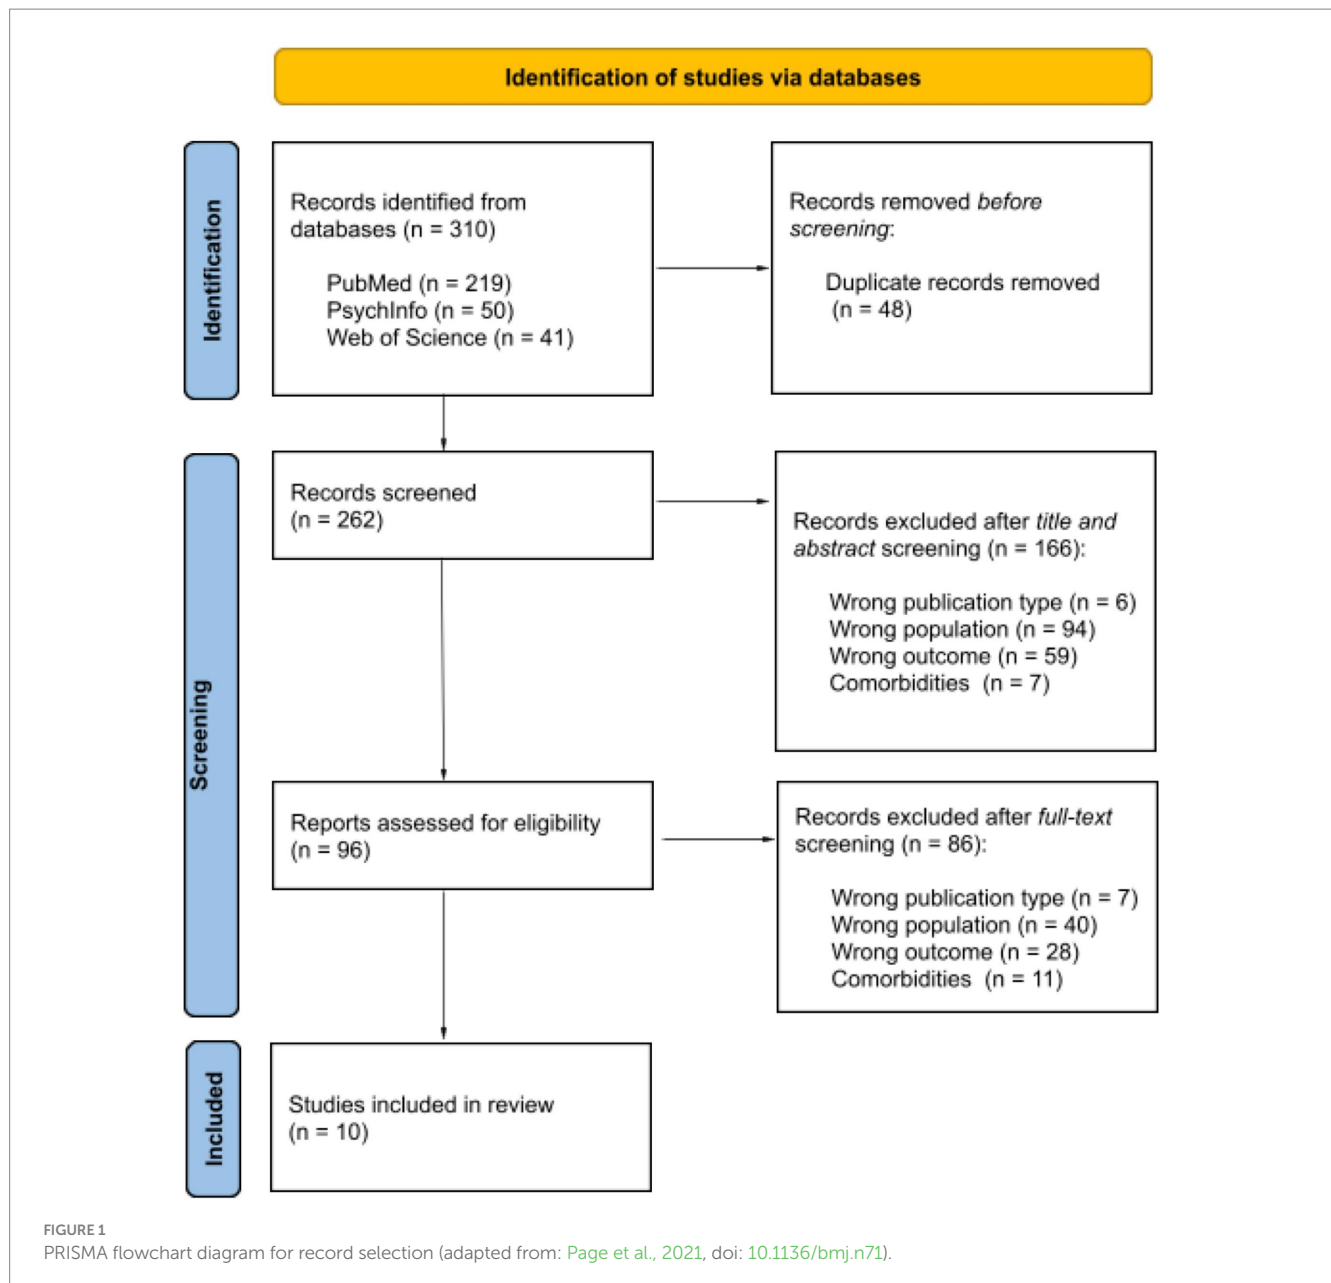 Identification of studies via databases
Identification
Records identified from
databases (n = 310)
PubMed (n = 219)
PsychInfo (n = 50)
Web of Science (n = 41)
Records removed before
screening:
Duplicate records removed
(n = 48)
Screening
Records screened
(n = 262)
Records excluded after title and
abstract screening (n = 166):
Wrong publication type (n = 6)
Wrong population (n = 94)
Wrong outcome (n = 59)
Comorbidities (n = 7)
Reports assessed for eligibility
(n = 96)
Records excluded after full-text
screening (n = 86):
Wrong publication type (n = 7)
Wrong population (n = 40)
Wrong outcome (n = 28)
Comorbidities (n = 11)
Included
Studies included in review
(n = 10)
FIGURE 1
PRISMA flowchart diagram for record selection (adapted from: Page et al., 2021, doi: 10.1136/bmj.n71).